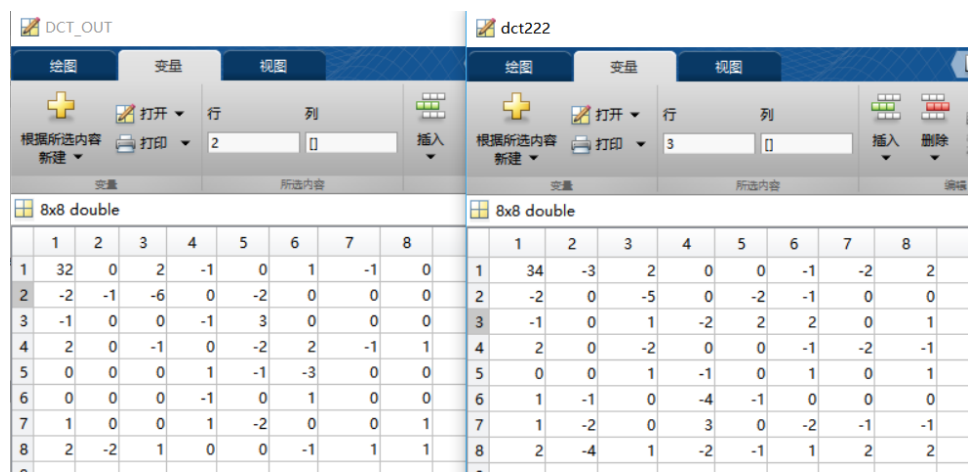 DCT_OUT
绘图 变量 视图
根据所选内容
新建
打开
打印
行 列
2 []
插入
变量 所选内容
8x8 double
1 2 3 4 5 6 7 8
1 32 0 2 -1 0 1 -1 0
2 -2 -1 -6 0 -2 0 0 0
3 -1 0 0 -1 3 0 0 0
4 2 0 -1 0 -2 2 -1 1
5 0 0 0 1 -1 -3 0 0
6 0 0 0 -1 0 1 0 0
7 1 0 0 1 -2 0 0 1
8 2 -2 1 0 0 -1 1 1
dct222
绘图 变量 视图
根据所选内容
新建
打开
打印
行 列
3 []
插入 删除
变量 所选内容 编辑
8x8 double
1 2 3 4 5 6 7 8
1 34 -3 2 0 0 -1 -2 2
2 -2 0 -5 0 -2 -1 0 0
3 -1 0 1 -2 2 2 0 1
4 2 0 -2 0 0 -1 -2 -1
5 0 0 1 -1 0 1 0 1
6 1 -1 0 -4 -1 0 0 0
7 1 -2 0 3 0 -2 -1 -1
8 2 -4 1 -2 -1 1 2 2